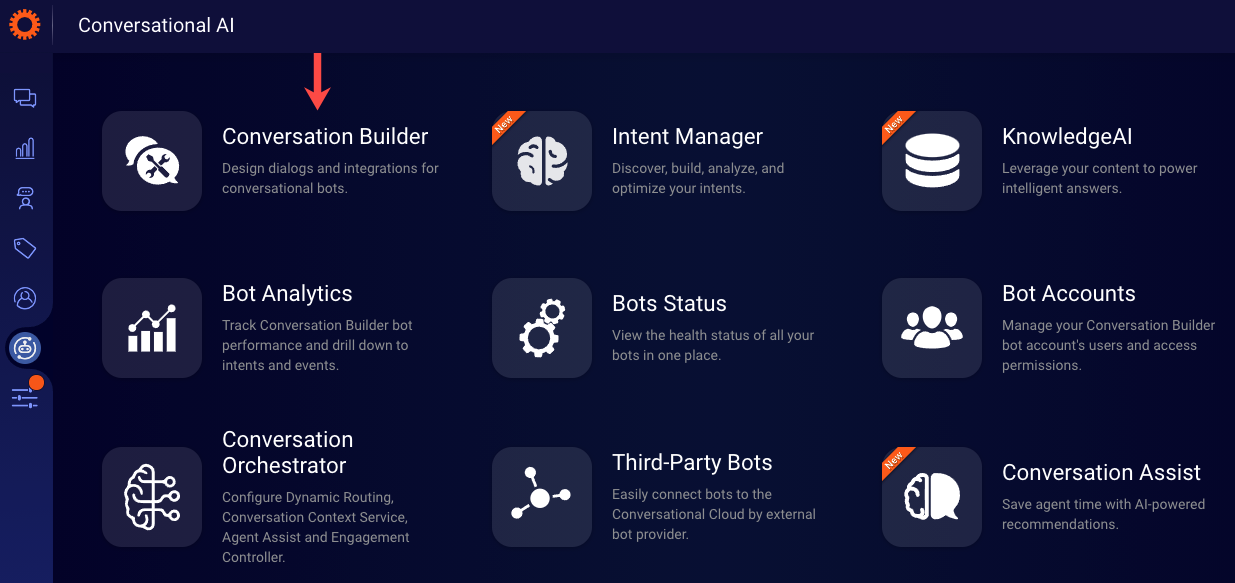 Conversational AI
Conversation Builder
Design dialogs and integrations for
conversational bots.
New
Intent Manager
Discover, build, analyze, and
optimize your intents.
New
KnowledgeAI
Leverage your content to power
intelligent answers.
Bot Analytics
Track Conversation Builder bot
performance and drill down to
intents and events.
Bots Status
View the health status of all your
bots in one place.
Bot Accounts
Manage your Conversation Builder
bot account's users and access
permissions.
Conversation
Orchestrator
Configure Dynamic Routing,
Conversation Context Service,
Agent Assist and Engagement
Controller.
Third-Party Bots
Easily connect bots to the
Conversational Cloud by external
bot provider.
New
Conversation Assist
Save agent time with AI-powered
recommendations.